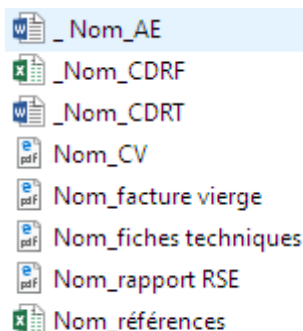 _ Nom_AE
_Nom_CDRF
_Nom_CDRT
Nom_CV
Nom_facture vierge
Nom_fiches techniques
Nom_rapport RSE
Nom_références